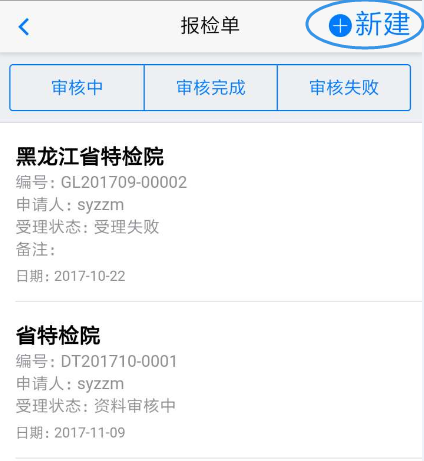 报检单
新建
审核中
审核完成
审核失败
黑龙江省特检院
编号: GL201709-00002
申请人: syzzm
受理状态: 受理失败
备注:
日期: 2017-10-22
省特检院
编号: DT201710-0001
申请人: syzzm
受理状态: 资料审核中
日期: 2017-11-09